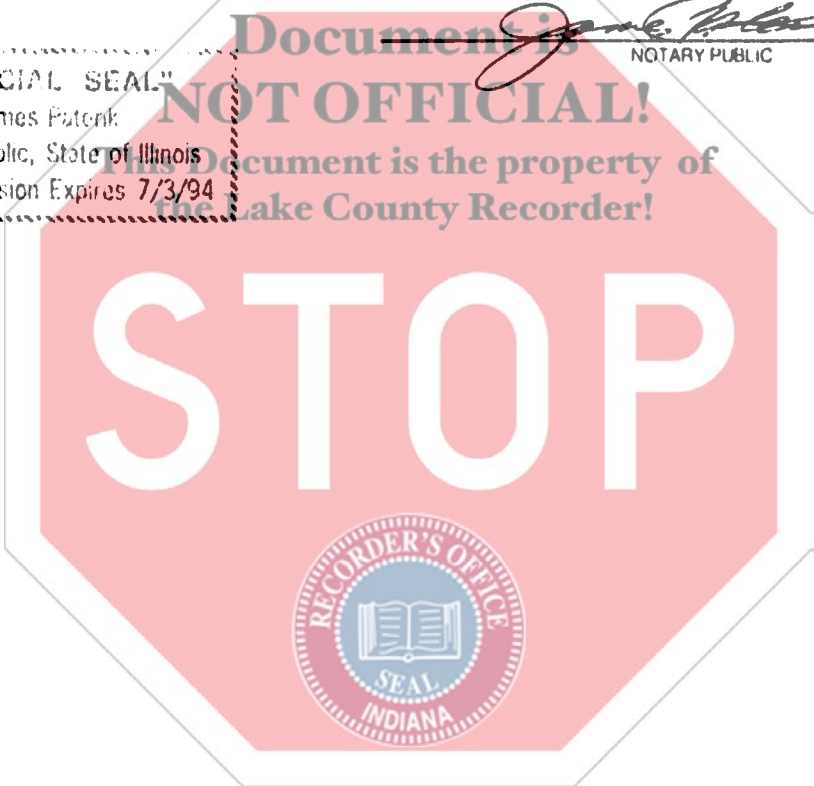 Document is
NOTARY PUBLIC
CIAL SEAL"
NOT OFFICIAL!
mes
blic, State of Illinois
This Document is the property of
sion Expires 7/3/94
the Lake County Recorder!
STOP
RECORDER'S OFFICE
SEAL
INDIANA